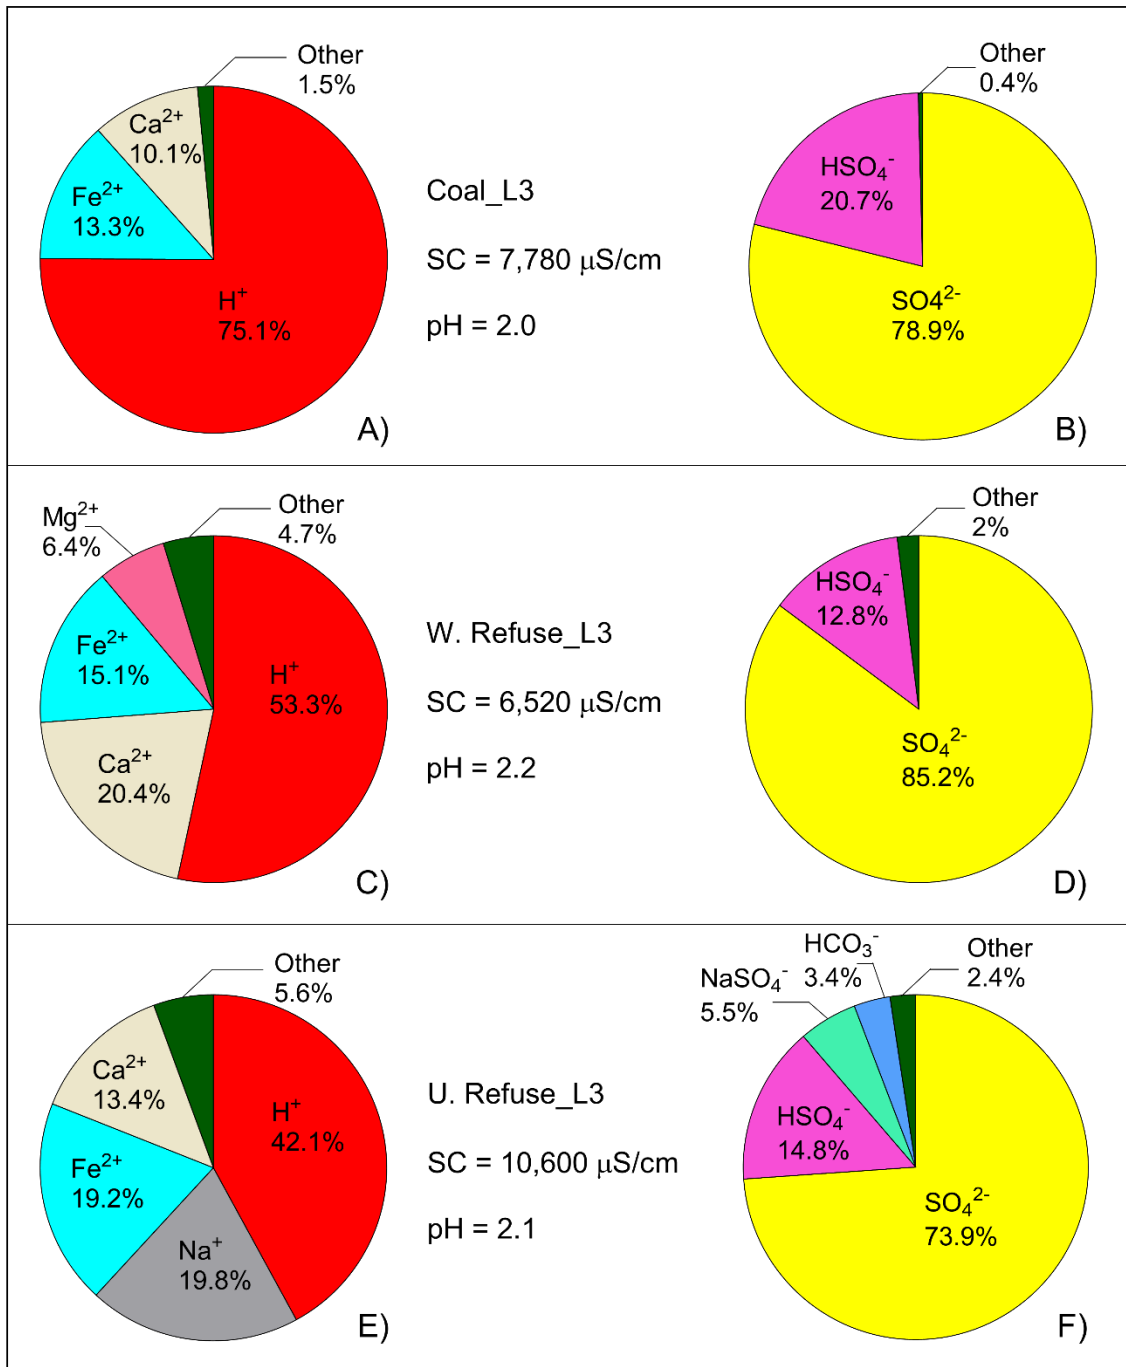 Other
1.5%
Ca²⁺
10.1%
Fe²⁺
13.3%
H⁺
75.1%
A)
Coal_L3
SC = 7,780 μS/cm
pH = 2.0
Other
0.4%
HSO₄⁻
20.7%
SO4²⁻
78.9%
B)
Mg²⁺
6.4%
Other
4.7%
Fe²⁺
15.1%
H⁺
53.3%
Ca²⁺
20.4%
C)
W. Refuse_L3
SC = 6,520 μS/cm
pH = 2.2
Other
2%
HSO₄⁻
12.8%
SO₄²⁻
85.2%
D)
Other
5.6%
Ca²⁺
13.4%
H⁺
42.1%
Fe²⁺
19.2%
Na⁺
19.8%
E)
U. Refuse_L3
SC = 10,600 μS/cm
pH = 2.1
HCO₃⁻
3.4%
Other
2.4%
NaSO₄⁻
5.5%
HSO₄⁻
14.8%
SO₄²⁻
73.9%
F)